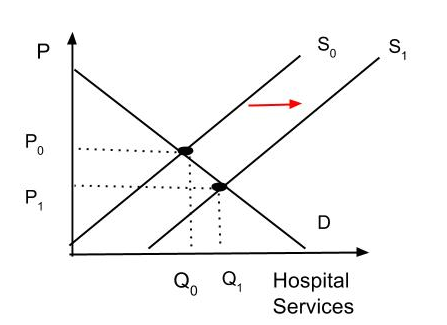 P
S₀
S₁
P₀
P₁
D
Q₀
Q₁
Hospital
Services